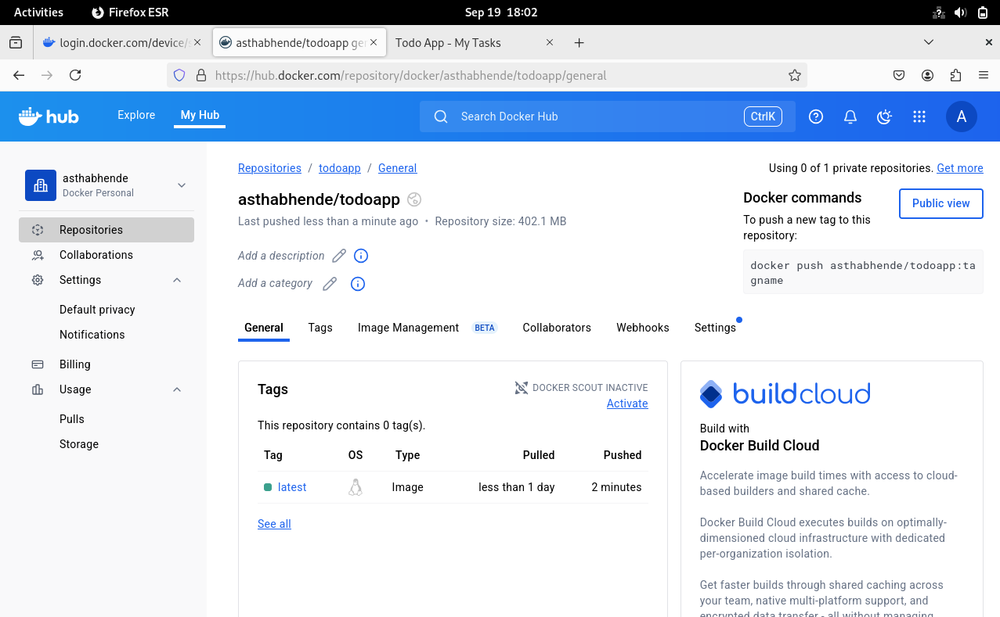 Activities Firefox ESR Sep 19 18:02
login.docker.com/device/ asthabhende/todoapp ge Todo App - My Tasks
https://hub.docker.com/repository/docker/asthabhende/todoapp/general
hub Explore My Hub Search Docker Hub CtrlK A
asthabhende
Docker Personal
Repositories
Collaborations
Settings
Default privacy
Notifications
Billing
Usage
Pulls
Storage
Repositories / todoapp / General
Using 0 of 1 private repositories. Get more
asthabhende/todoapp
Last pushed less than a minute ago • Repository size: 402.1 MB
Add a description
Add a category
Docker commands
Public view
To push a new tag to this
repository:
docker push asthabhende/todoapp:ta
gname
General Tags Image Management BETA Collaborators Webhooks Settings
Tags
DOCKER SCOUT INACTIVE
Activate
This repository contains 0 tag(s).
Tag OS Type Pulled Pushed
latest Image less than 1 day 2 minutes
See all
buildcloud
Build with
Docker Build Cloud
Accelerate image build times with access to cloud-
based builders and shared cache.
Docker Build Cloud executes builds on optimally-
dimensioned cloud infrastructure with dedicated
per-organization isolation.
Get faster builds through shared caching across
your team, native multi-platform support, and
encrypted data transfer - all without managing